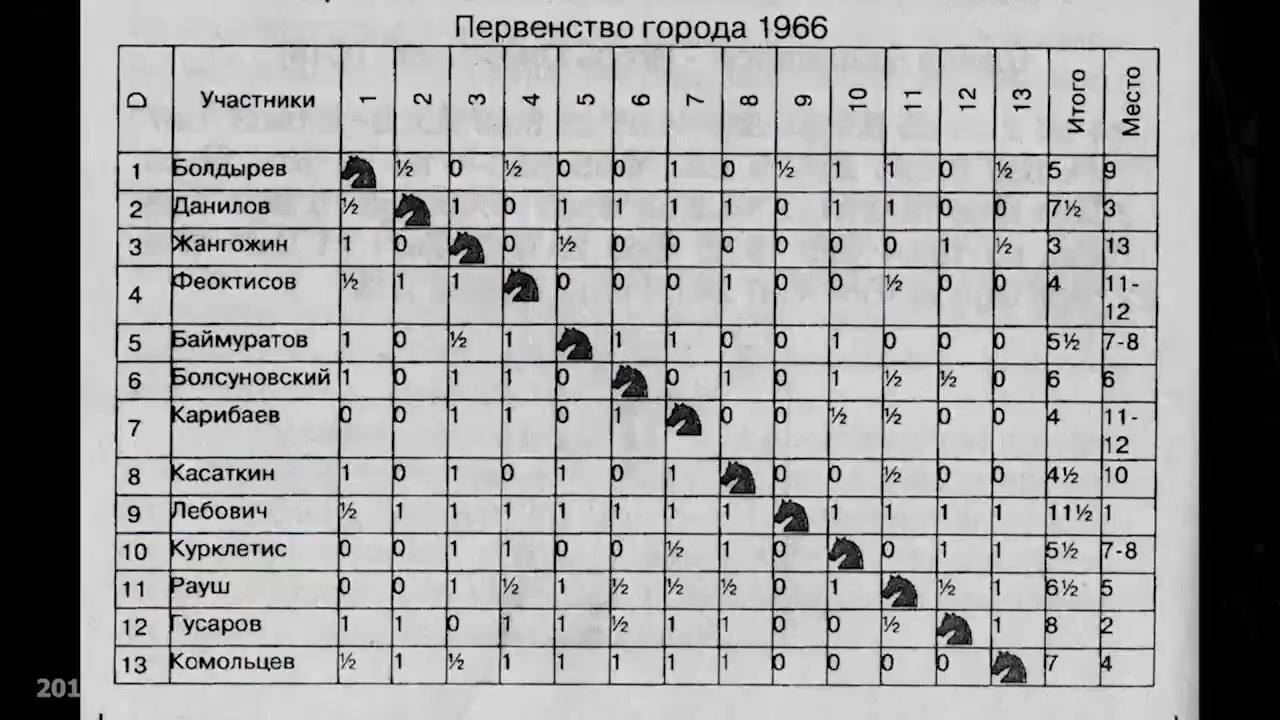 Первенство города 1966
D Участники 1 2 3 4 5 6 7 8 9 10 11 12 13 Итого Место
1 Болдырев ½ 0 ½ 0 0 1 0 ½ 1 1 0 ½ 5 9
2 Данилов ½ 1 0 1 1 1 1 0 1 1 0 0 7½ 3
3 Жангожин 1 0 0 ½ 0 0 0 0 0 0 1 ½ 3 13
4 Феоктисов ½ 1 1 0 0 0 1 0 0 ½ 0 0 4 11-
12
5 Баймуратов 1 0 ½ 1 1 1 0 0 1 0 0 0 5½ 7-8
6 Болсуновский 1 0 1 1 0 0 1 0 1 ½ ½ 0 6 6
7 Карибаев 0 0 1 1 0 1 0 0 ½ ½ 0 0 4 11-
12
8 Касаткин 1 0 1 0 1 0 1 0 0 ½ 0 0 4½ 10
9 Лебович ½ 1 1 1 1 1 1 1 1 1 1 1 11½ 1
10 Курклетис 0 0 1 1 0 0 ½ 1 0 0 1 1 5½ 7-8
11 Рауш 0 0 1 ½ 1 ½ ½ ½ 0 1 ½ 1 6½ 5
12 Гусаров 1 1 0 1 1 ½ 1 1 0 0 ½ 1 8 2
13 Комольцев ½ 1 ½ 1 1 1 1 1 0 0 0 0 7 4
201